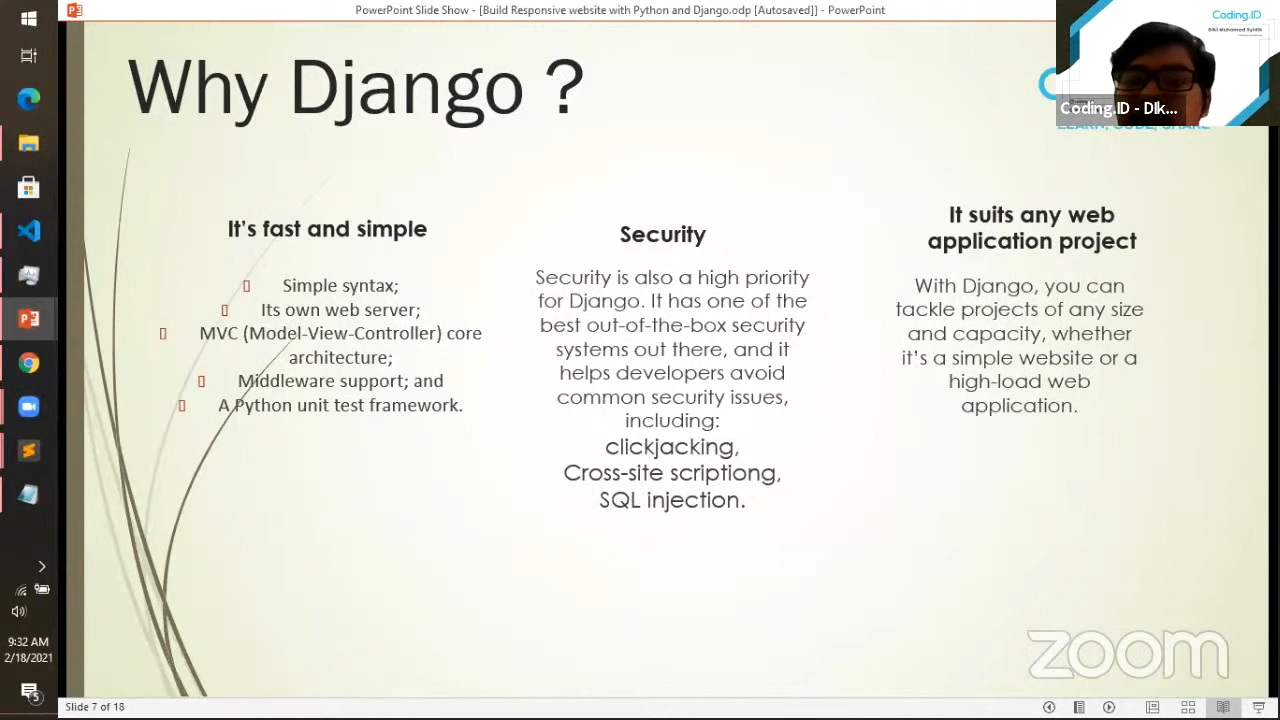 PowerPoint Slide Show - [Build Responsive website with Python and Django.odp [Autosaved]] - PowerPoint
Coding.ID
Why Django ?
Coding.ID - DIk...
LEARN, CODE, SHARE
It's fast and simple
Simple syntax;
Its own web server;
MVC (Model-View-Controller) core
architecture;
Middleware support; and
A Python unit test framework.
Security
Security is also a high priority
for Django. It has one of the
best out-of-the-box security
systems out there, and it
helps developers avoid
common security issues,
including:
clickjacking,
Cross-site scriptiong,
SQL injection.
It suits any web
application project
With Django, you can
tackle projects of any size
and capacity, whether
it's a simple website or a
high-load web
application.
zoom
9:32 AM
2/18/2021
5
Slide 7 of 18